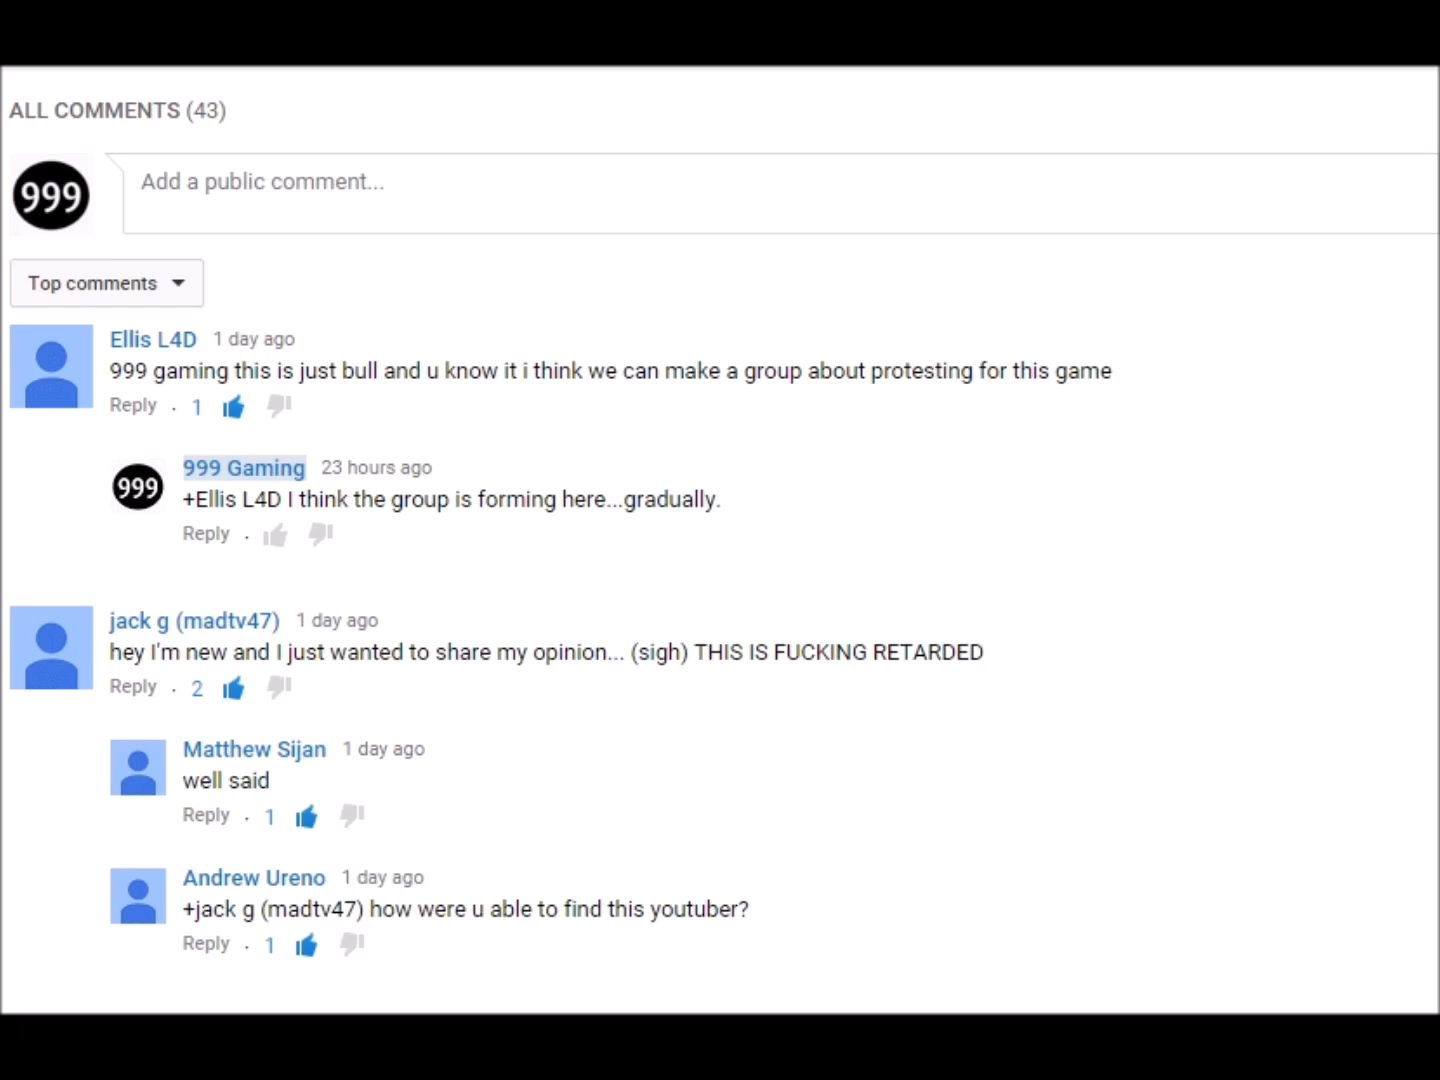 ALL COMMENTS (43)
999
Add a public comment...
Top comments
Ellis L4D 1 day ago
999 gaming this is just bull and u know it i think we can make a group about protesting for this game
Reply . 1
999
999 Gaming 23 hours ago
+Ellis L4D I think the group is forming here...gradually.
Reply .
jack g (madtv47) 1 day ago
hey I'm new and I just wanted to share my opinion... (sigh) THIS IS FUCKING RETARDED
Reply . 2
Matthew Sijan 1 day ago
well said
Reply . 1
Andrew Ureno 1 day ago
+jack g (madtv47) how were u able to find this youtuber?
Reply . 1